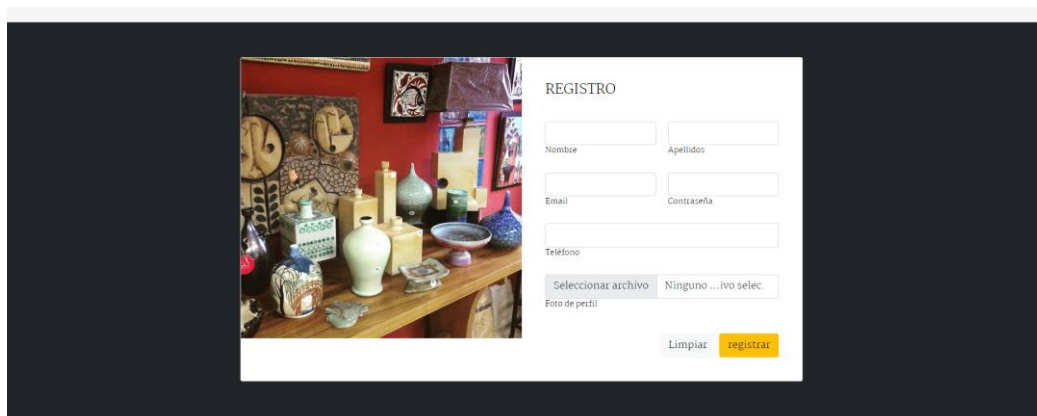 REGISTRO
Nombre Apellidos
Email Contraseña
Teléfono
Seleccionar archivo Ninguno ...ivo selec.
Foto de perfil
Limpiar registrar